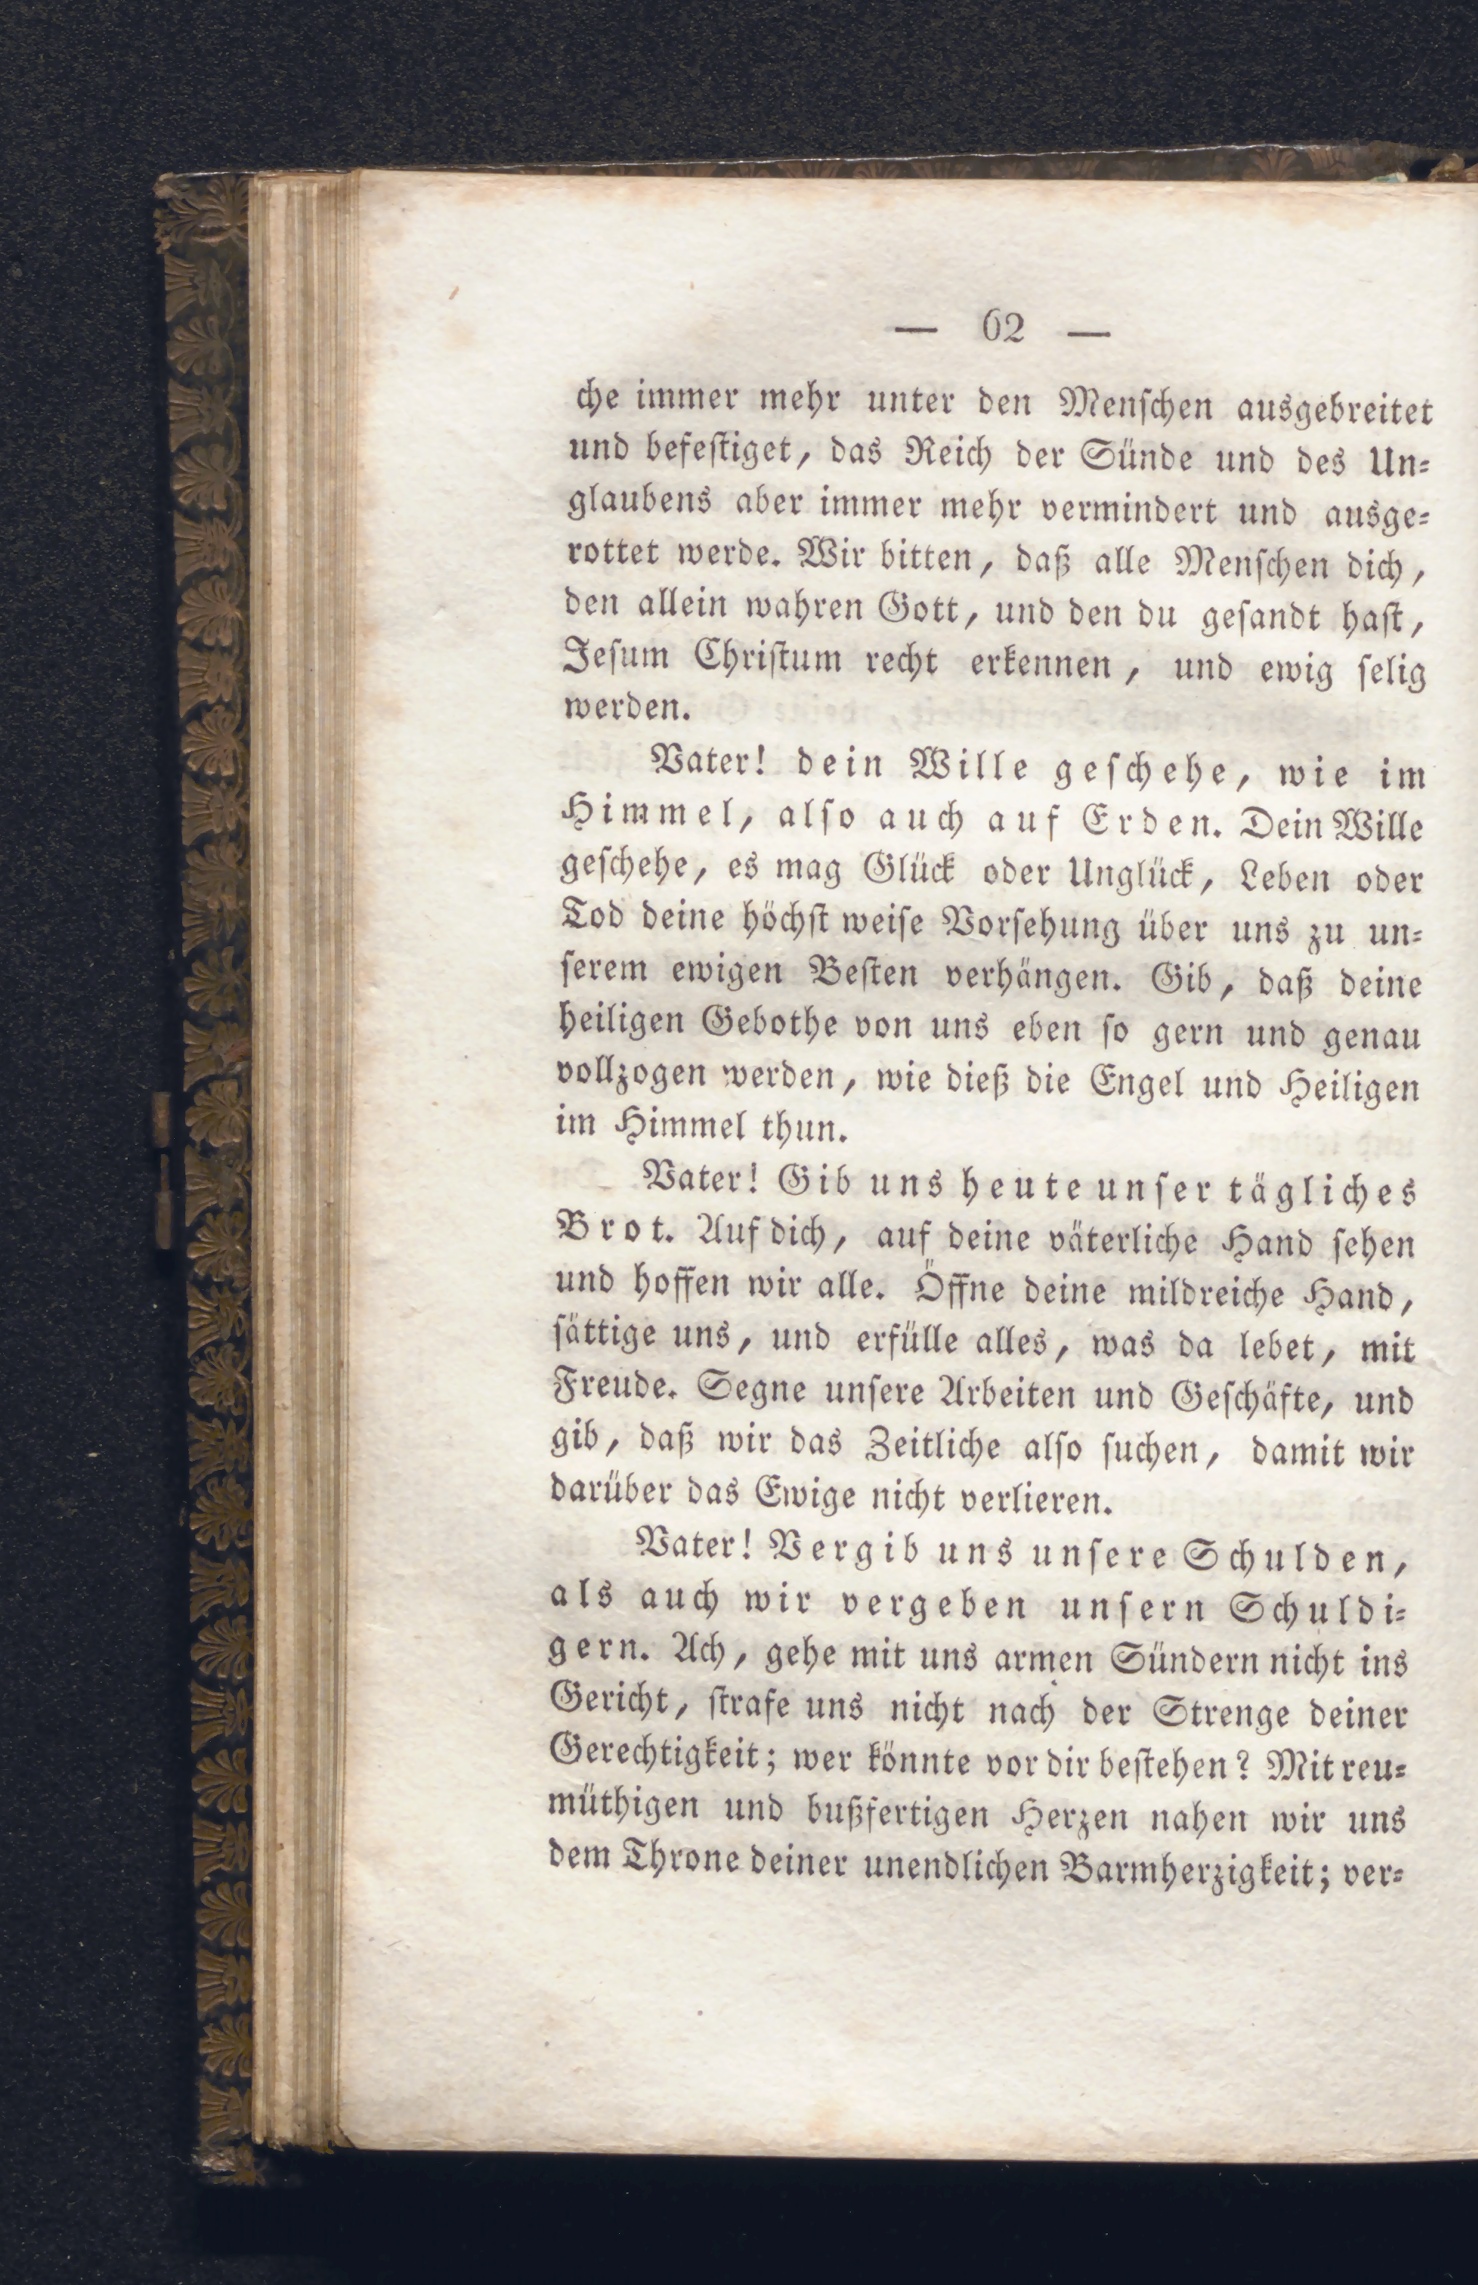 — 62 —
che immer mehr unter den Menſchen ausgebreitet
und befeſtiget, das Reich der Sünde und des Un⸗
glaubens aber immer mehr vermindert und ausge⸗
rottet werde. Wir bitten, daß alle Menſchen dich,
den allein wahren Gott, und den du geſandt haſt,
Jeſum Chriſtum recht erkennen, und ewig ſelig
werden.
Vater! dein Wille geſchehe, wie im
Himmel, alſo auch auf Erden. Dein Wille
geſchehe, es mag Glück oder Unglück, Leben oder
Tod deine höchſt weiſe Vorſehung über uns zu un⸗
ſerem ewigen Beſten verhängen. Gib, daß deine
heiligen Gebothe von uns eben ſo gern und genau
vollzogen werden, wie dieß die Engel und Heiligen
im Himmel thun.
Vater! Gib uns heute unſer tägliches
Brot. Auf dich, auf deine väterliche Hand ſehen
und hoffen wir alle. Öffne deine mildreiche Hand,
ſättige uns, und erfülle alles, was da lebet, mit
Freude. Segne unſere Arbeiten und Geſchäfte, und
gib, daß wir das Zeitliche alſo ſuchen, damit wir
darüber das Ewige nicht verlieren.
Vater! Vergib uns unſere Schulden,
als auch wir vergeben unſern Schuldi⸗
gern. Ach, gehe mit uns armen Sündern nicht ins
Gericht, ſtrafe uns nicht nach der Strenge deiner
Gerechtigkeit; wer könnte vor dir beſtehen? Mit reu⸗
müthigen und bußfertigen Herzen nahen wir uns
dem Throne deiner unendlichen Barmherzigkeit; ver⸗